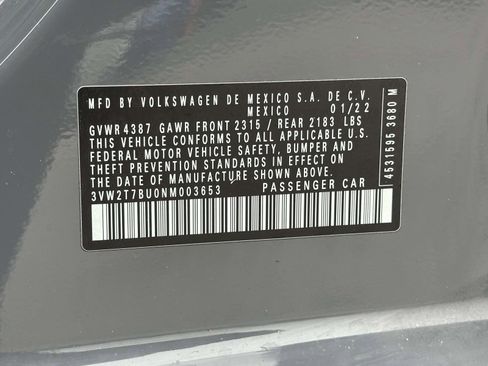 MFD BY VOLKSWAGEN DE MEXICO S.A. DE C.V.
MEXICO 01/22
GVWR 4387 GAWR FRONT 2315 / REAR 2183 LBS
THIS VEHICLE CONFORMS TO ALL APPLICABLE U.S.
FEDERAL MOTOR VEHICLE SAFETY, BUMPER AND
THEFT PREVENTION STANDARDS IN EFFECT ON
THE DATE OF MANUFACTURE SHOWN ABOVE.
3VW2T7BU0NM003653 PASSENGER CAR
4531595 3680 M